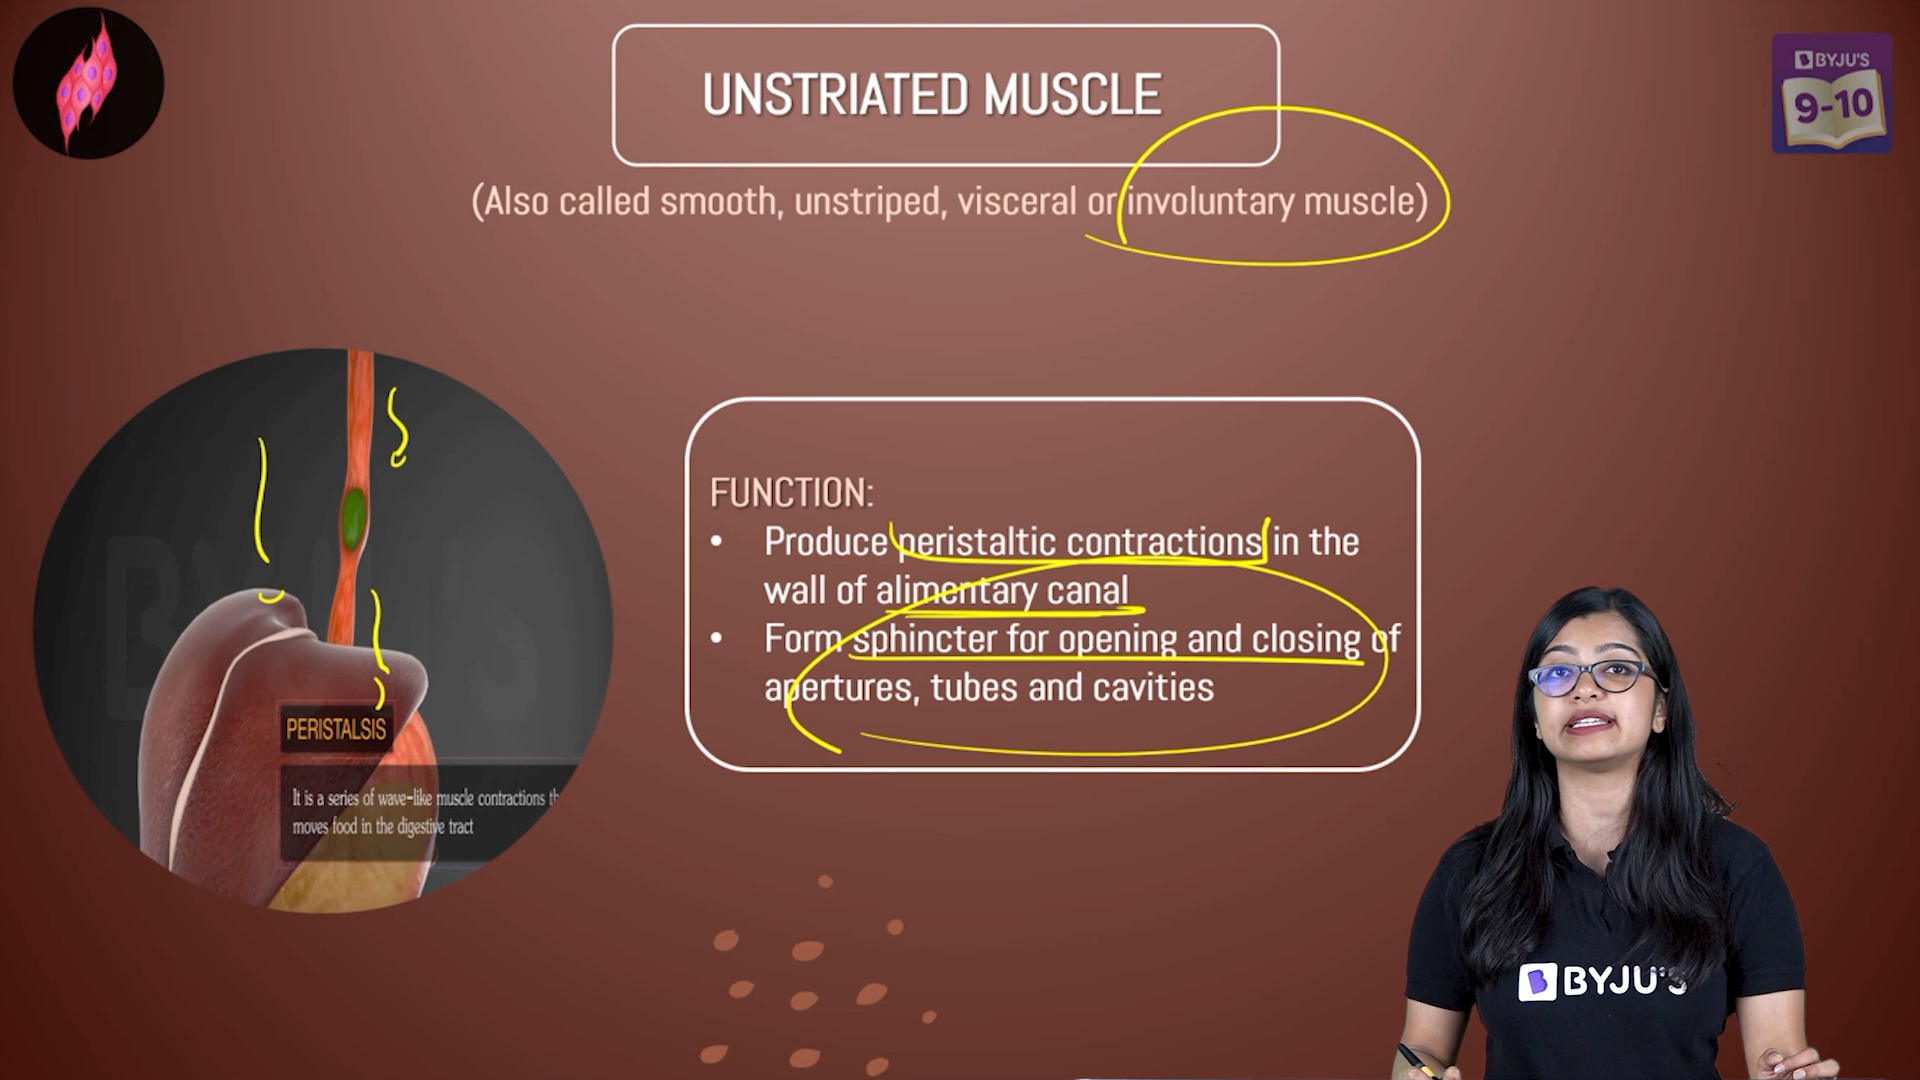 UNSTRIATED MUSCLE
BYJU'S
9-10
(Also called smooth, unstriped, visceral or involuntary muscle)
FUNCTION:
• Produce peristaltic contractions in the
wall of alimentary canal
• Form sphincter for opening and closing of
apertures, tubes and cavities
PERISTALSIS
It is a series of wave-like muscle contractions
moves food in the digestive tract
BYJU'S